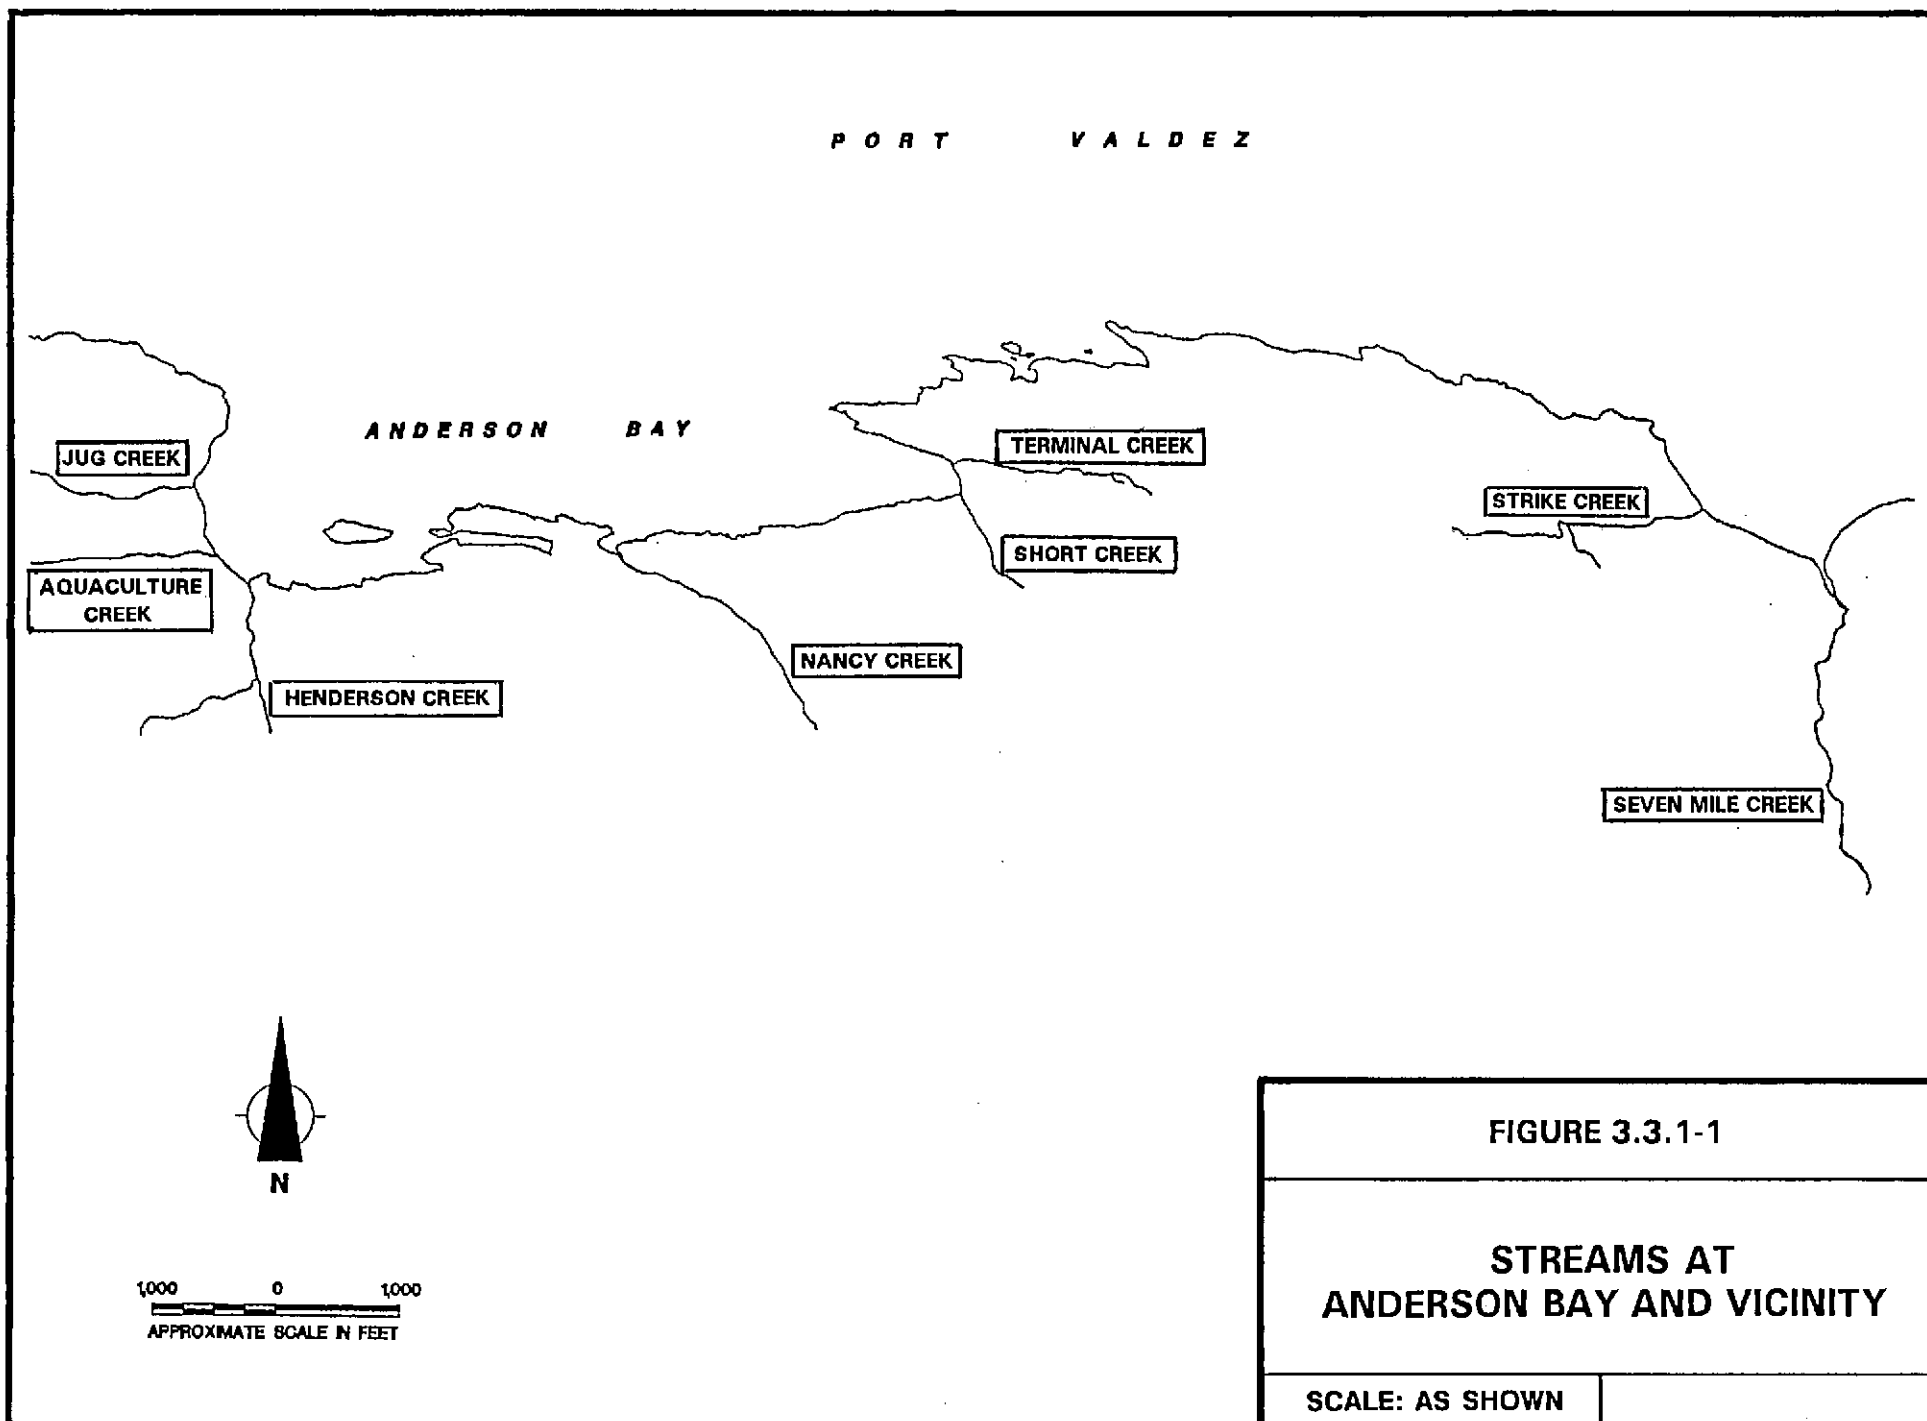 PORT VALDEZ
ANDERSON BAY
JUG CREEK
TERMINAL CREEK
STRIKE CREEK
SHORT CREEK
AQUACULTURE
CREEK
NANCY CREEK
HENDERSON CREEK
SEVEN MILE CREEK
N
1,000 0 1,000
APPROXIMATE SCALE IN FEET
FIGURE 3.3.1-1
STREAMS AT
ANDERSON BAY AND VICINITY
SCALE: AS SHOWN